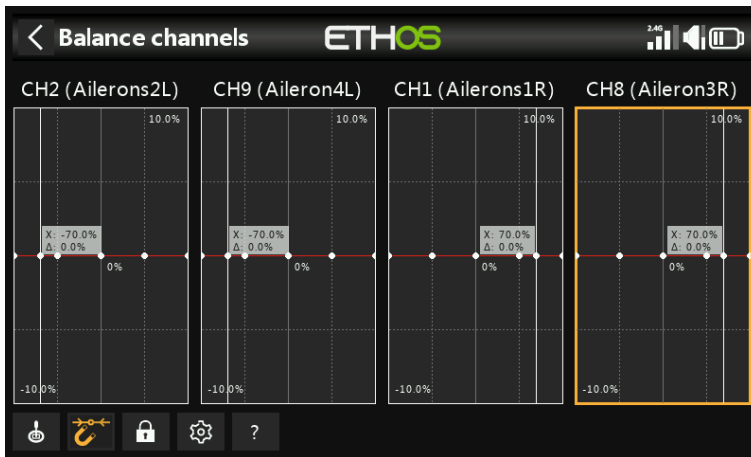 Balance channels
ETHOS
2.4G
CH2 (Ailerons2L)
CH9 (Aileron4L)
CH1 (Ailerons1R)
CH8 (Aileron3R)
10.0%
10.0%
10.0%
10.0%
X: -70.0%
Δ: 0.0%
X: -70.0%
Δ: 0.0%
X: 70.0%
Δ: 0.0%
X: 70.0%
Δ: 0.0%
0%
0%
0%
0%
-10.0%
-10.0%
-10.0%
-10.0%
?